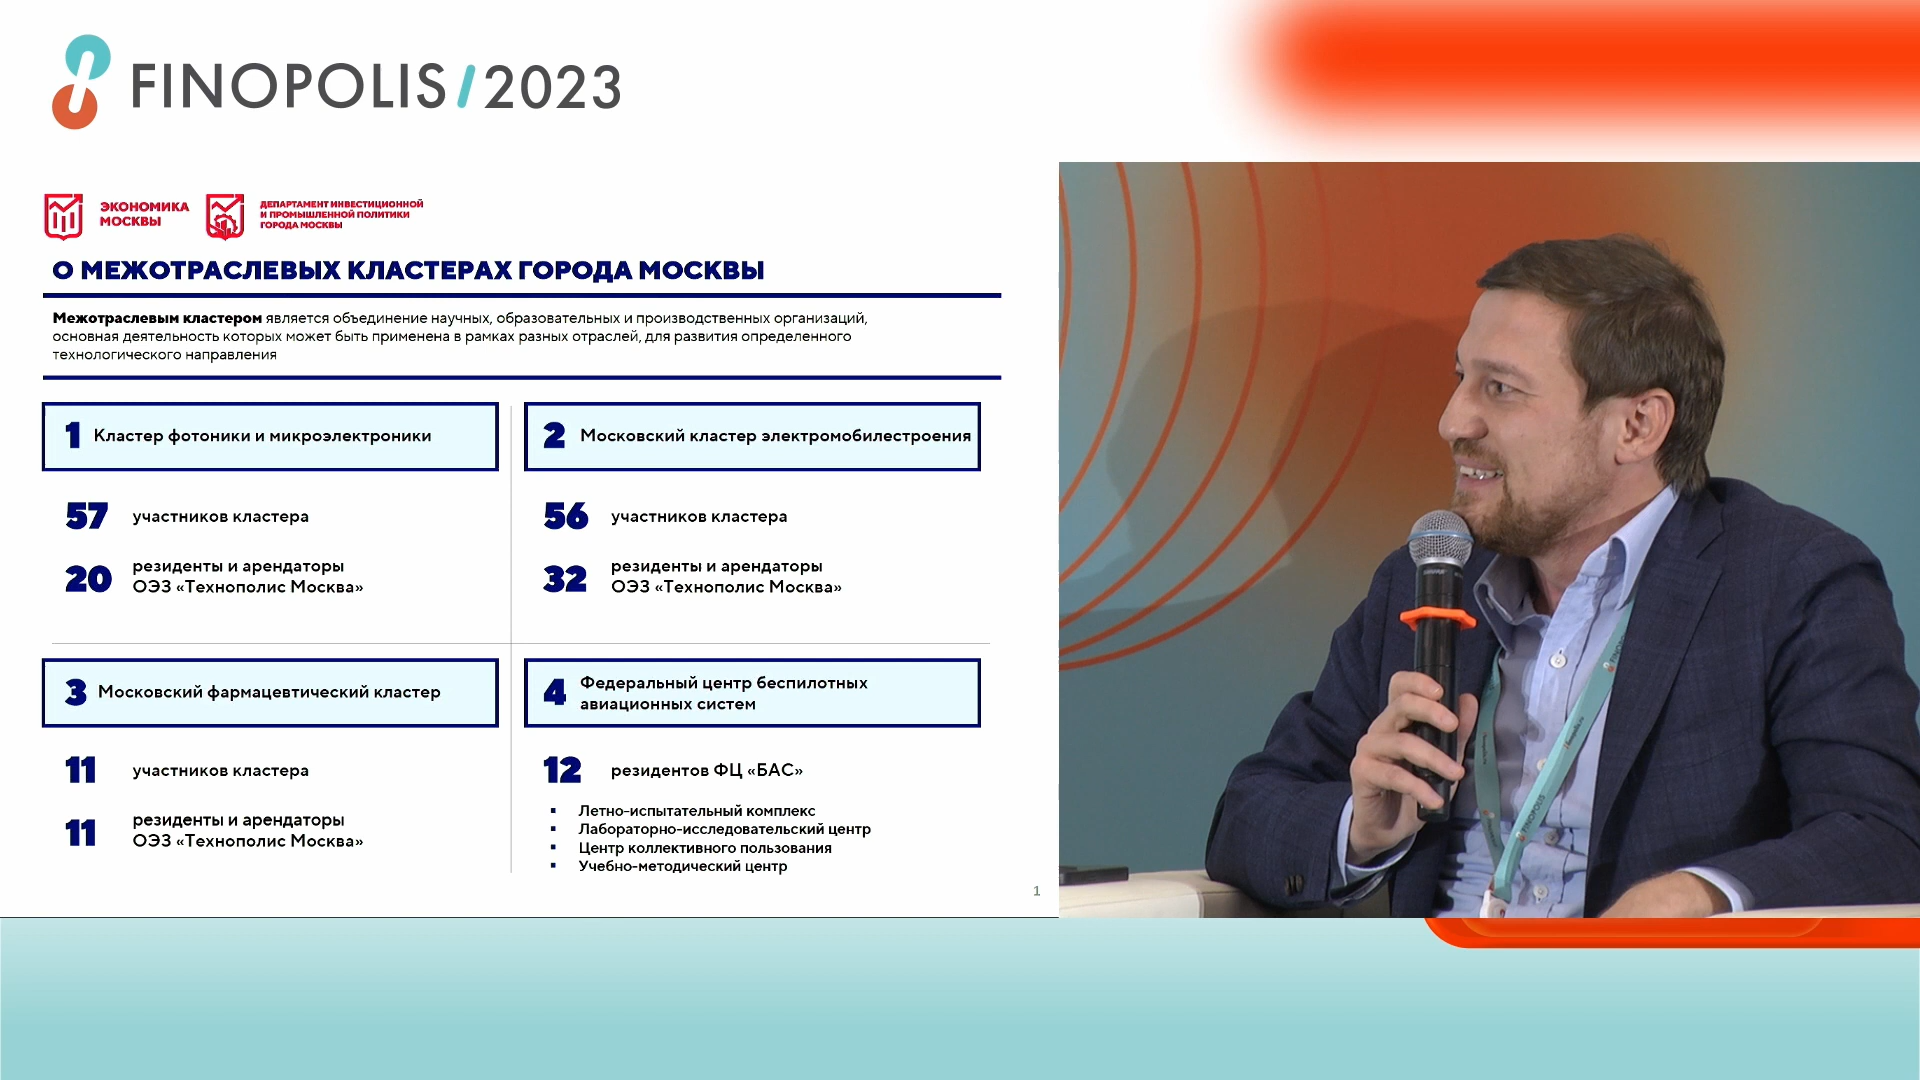 FINOPOLIS/2023
ЭКОНОМИКА
МОСКВЫ
ДЕПАРТАМЕНТ ИНВЕСТИЦИОННОЙ
И ПРОМЫШЛЕННОЙ ПОЛИТИКИ
ГОРОДА МОСКВЫ
О МЕЖОТРАСЛЕВЫХ КЛАСТЕРАХ ГОРОДА МОСКВЫ
Межотраслевым кластером является объединение научных, образовательных и производственных организаций,
основная деятельность которых может быть применена в рамках разных отраслей, для развития определенного
технологического направления
1 Кластер фотоники и микроэлектроники
57 участников кластера
20 резиденты и арендаторы
ОЭЗ «Технополис Москва»
2 Московский кластер электромобилестроения
56 участников кластера
32 резиденты и арендаторы
ОЭЗ «Технополис Москва»
3 Московский фармацевтический кластер
11 участников кластера
11 резиденты и арендаторы
ОЭЗ «Технополис Москва»
4 Федеральный центр беспилотных
авиационных систем
12 резидентов ФЦ «БАС»
▪ Летно-испытательный комплекс
▪ Лабораторно-исследовательский центр
▪ Центр коллективного пользования
▪ Учебно-методический центр
1